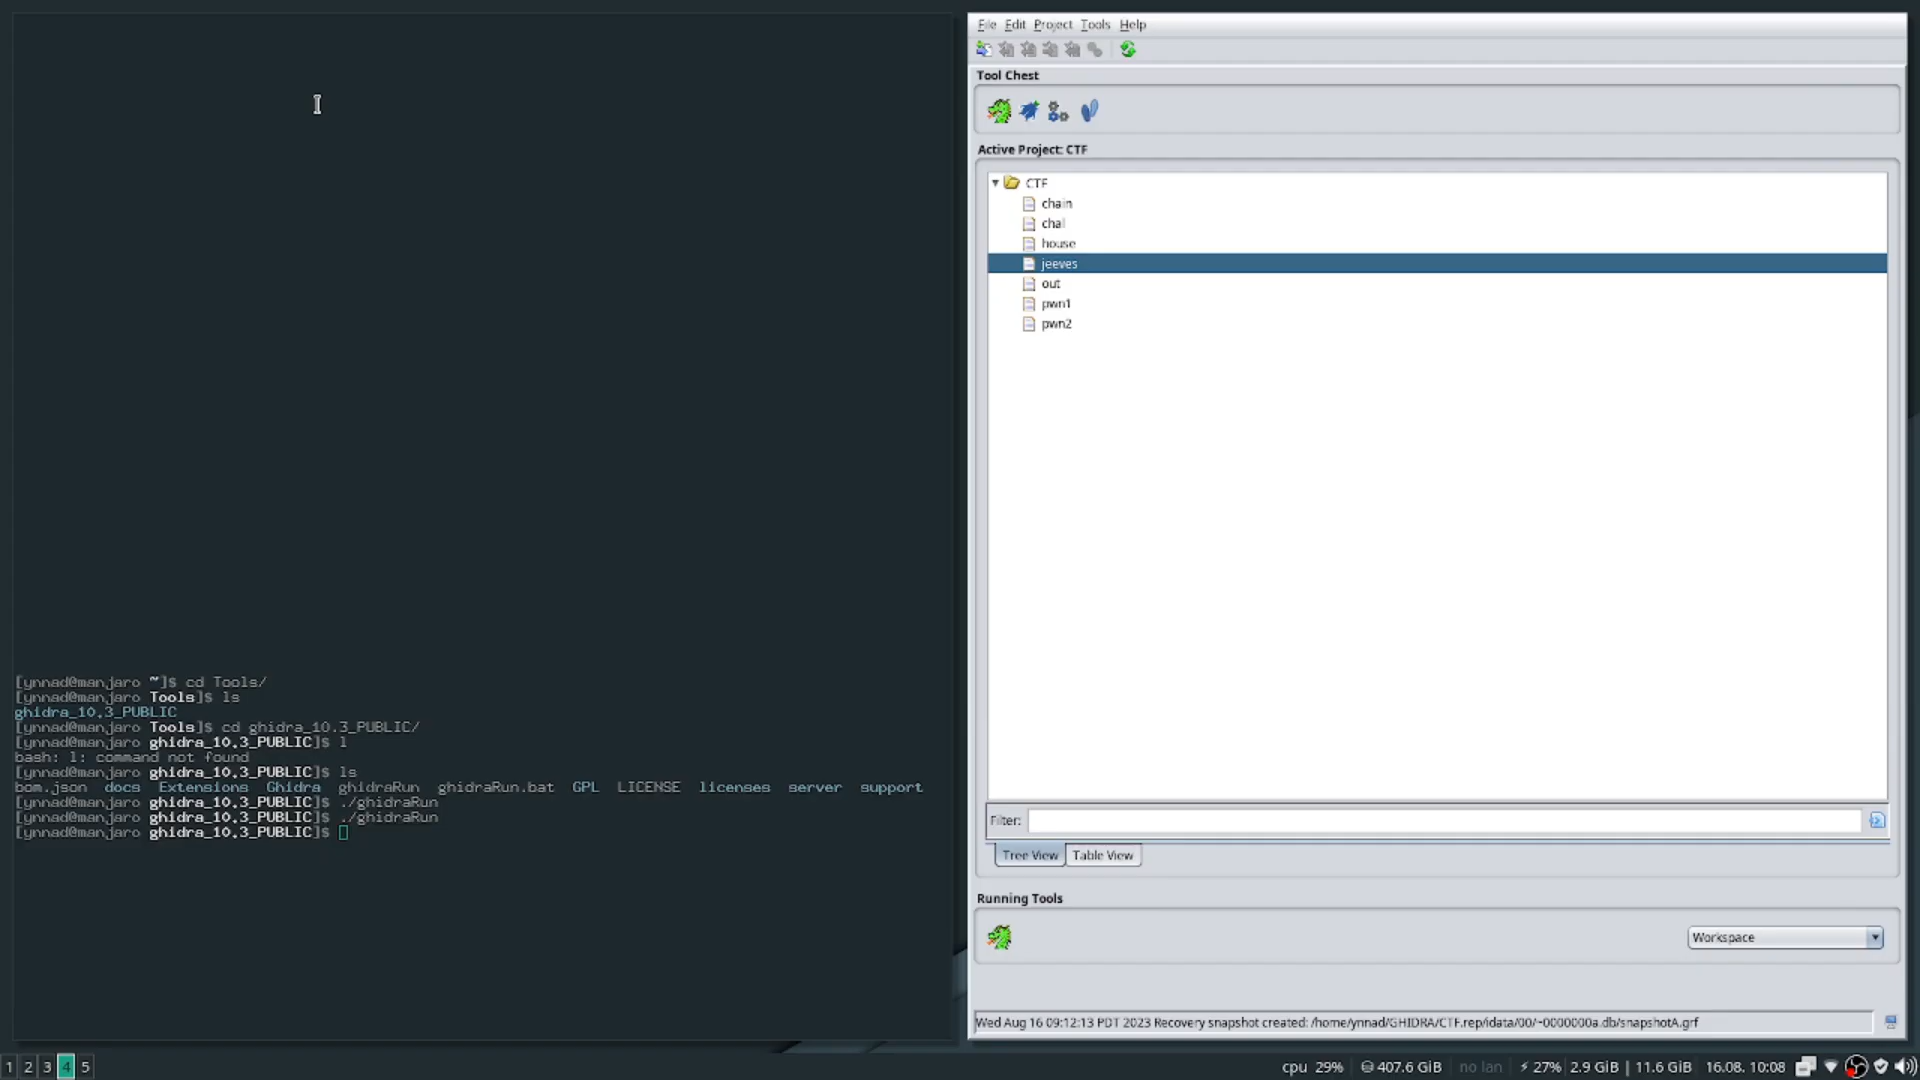 [ynnad@manjaro ~]$ cd Tools/
[ynnad@manjaro Tools]$ ls
ghidra_10.3_PUBLIC
[ynnad@manjaro Tools]$ cd ghidra_10.3_PUBLIC/
[ynnad@manjaro ghidra_10.3_PUBLIC]$ l
bash: l: command not found
[ynnad@manjaro ghidra_10.3_PUBLIC]$ ls
bom.json docs Extensions Ghidra ghidraRun ghidraRun.bat GPL LICENSE licenses server support
[ynnad@manjaro ghidra_10.3_PUBLIC]$ ./ghidraRun
[ynnad@manjaro ghidra_10.3_PUBLIC]$ ./ghidraRun
[ynnad@manjaro ghidra_10.3_PUBLIC]$
File Edit Project Tools Help
Tool Chest
Active Project: CTF
CTF
chain
chal
house
jeeves
out
pwn1
pwn2
Filter:
Tree View Table View
Running Tools
Workspace
Wed Aug 16 09:12:13 PDT 2023 Recovery snapshot created: /home/ynnad/GHIDRA/CTF.rep/idata/00/~0000000a.db/snapshotA.grf
1 2 3 4 5
cpu 29% 407.6 GiB no lan ⚡ 27% 2.9 GiB | 11.6 GiB 16.08. 10:08